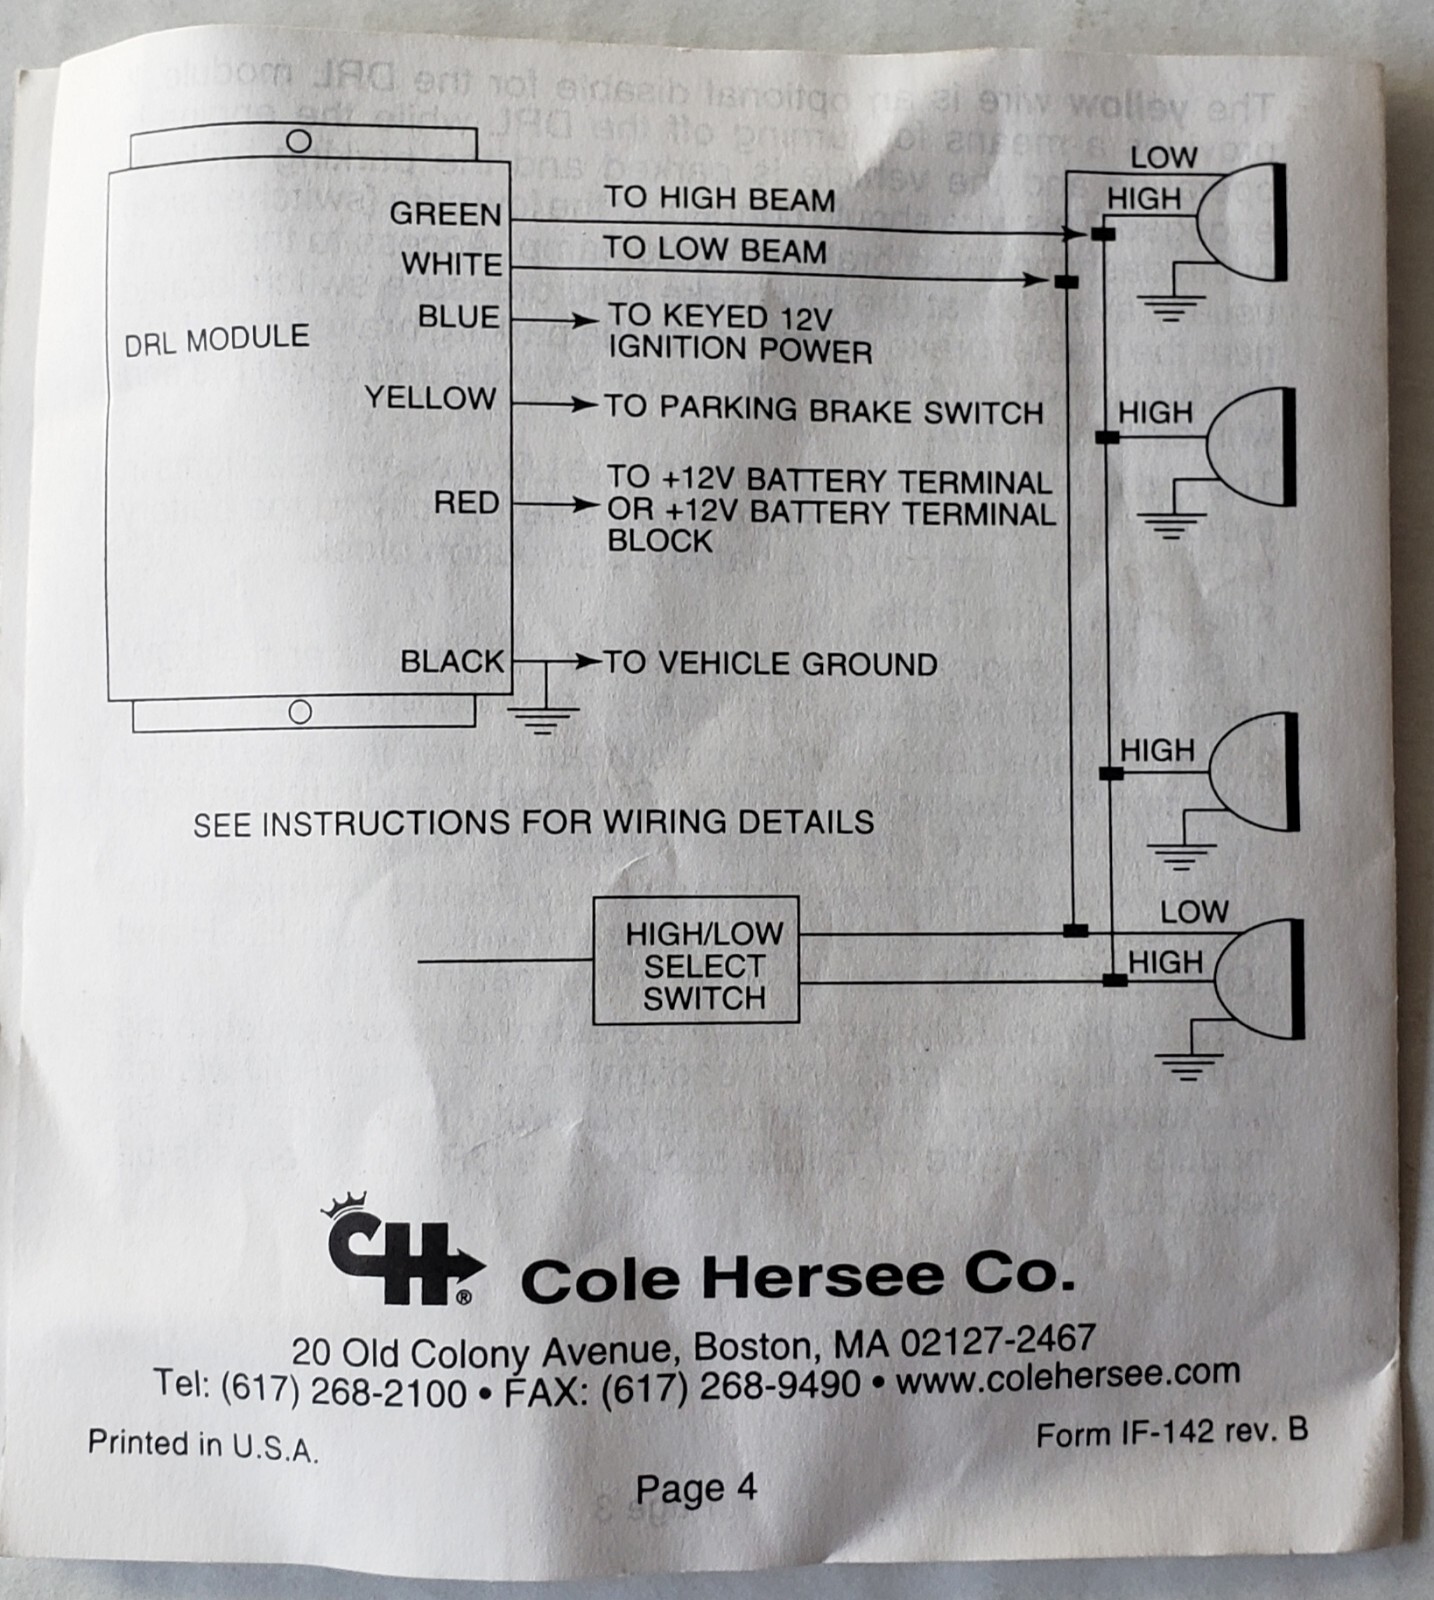 LOW
HIGH
GREEN
TO HIGH BEAM
WHITE
TO LOW BEAM
BLUE
TO KEYED 12V
IGNITION POWER
DRL MODULE
YELLOW
TO PARKING BRAKE SWITCH
HIGH
RED
TO +12V BATTERY TERMINAL
OR +12V BATTERY TERMINAL
BLOCK
BLACK
TO VEHICLE GROUND
HIGH
SEE INSTRUCTIONS FOR WIRING DETAILS
HIGH/LOW
SELECT
SWITCH
LOW
HIGH
CH®
Cole Hersee Co.
20 Old Colony Avenue, Boston, MA 02127-2467
Tel: (617) 268-2100 • FAX: (617) 268-9490 • www.colehersee.com
Printed in U.S.A.
Form IF-142 rev. B
Page 4